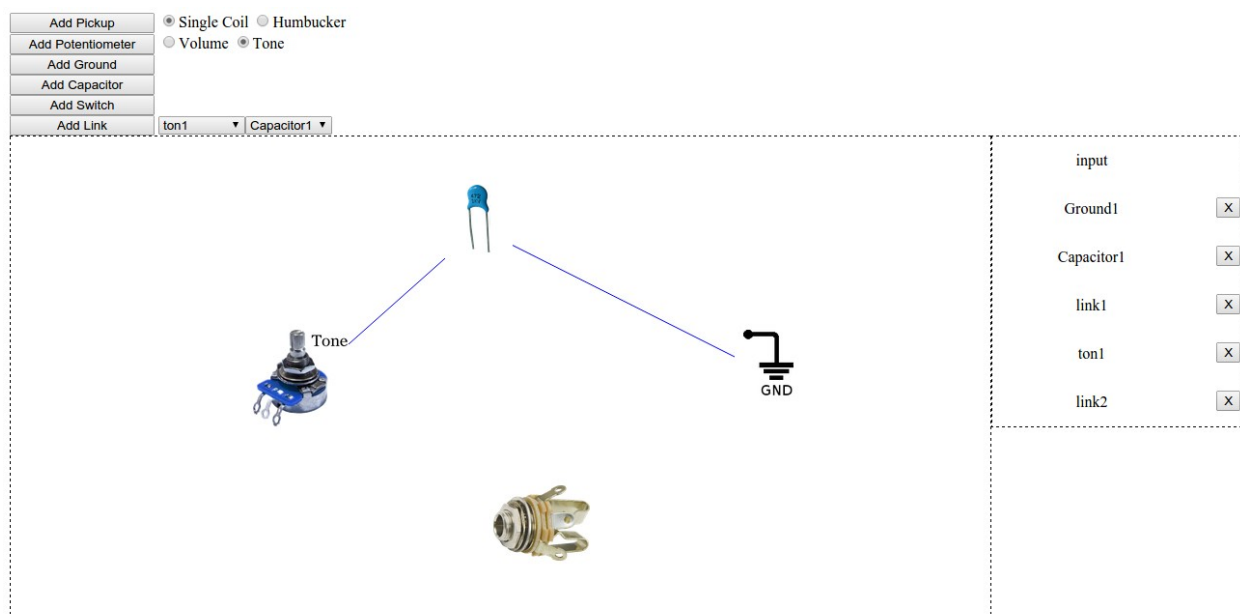 Add Pickup Single Coil Humbucker
Add Potentiometer Volume Tone
Add Ground
Add Capacitor
Add Switch
Add Link ton1 Capacitor1
input
Ground1 X
Capacitor1 X
link1 X
Tone
ton1 X
GND
link2 X